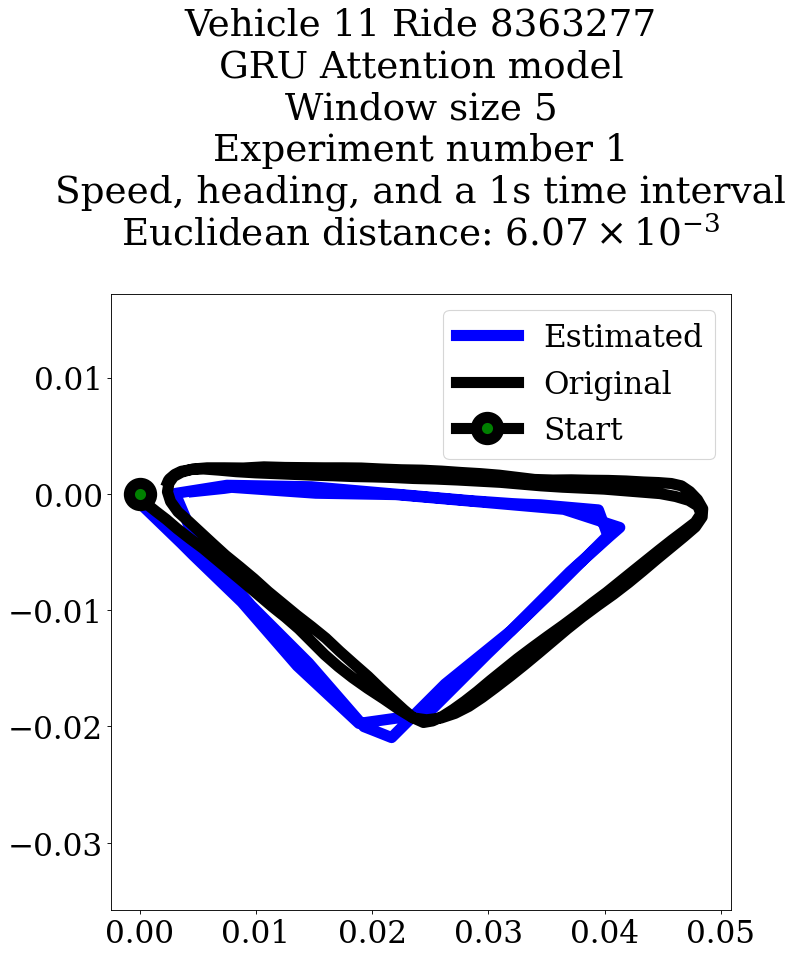 Vehicle 11 Ride 8363277
GRU Attention model
Window size 5
Experiment number 1
Speed, heading, and a 1s time interval
Euclidean distance: 6.07 × 10⁻³
Estimated
Original
Start
0.01
0.00
−0.01
−0.02
−0.03
0.00 0.01 0.02 0.03 0.04 0.05